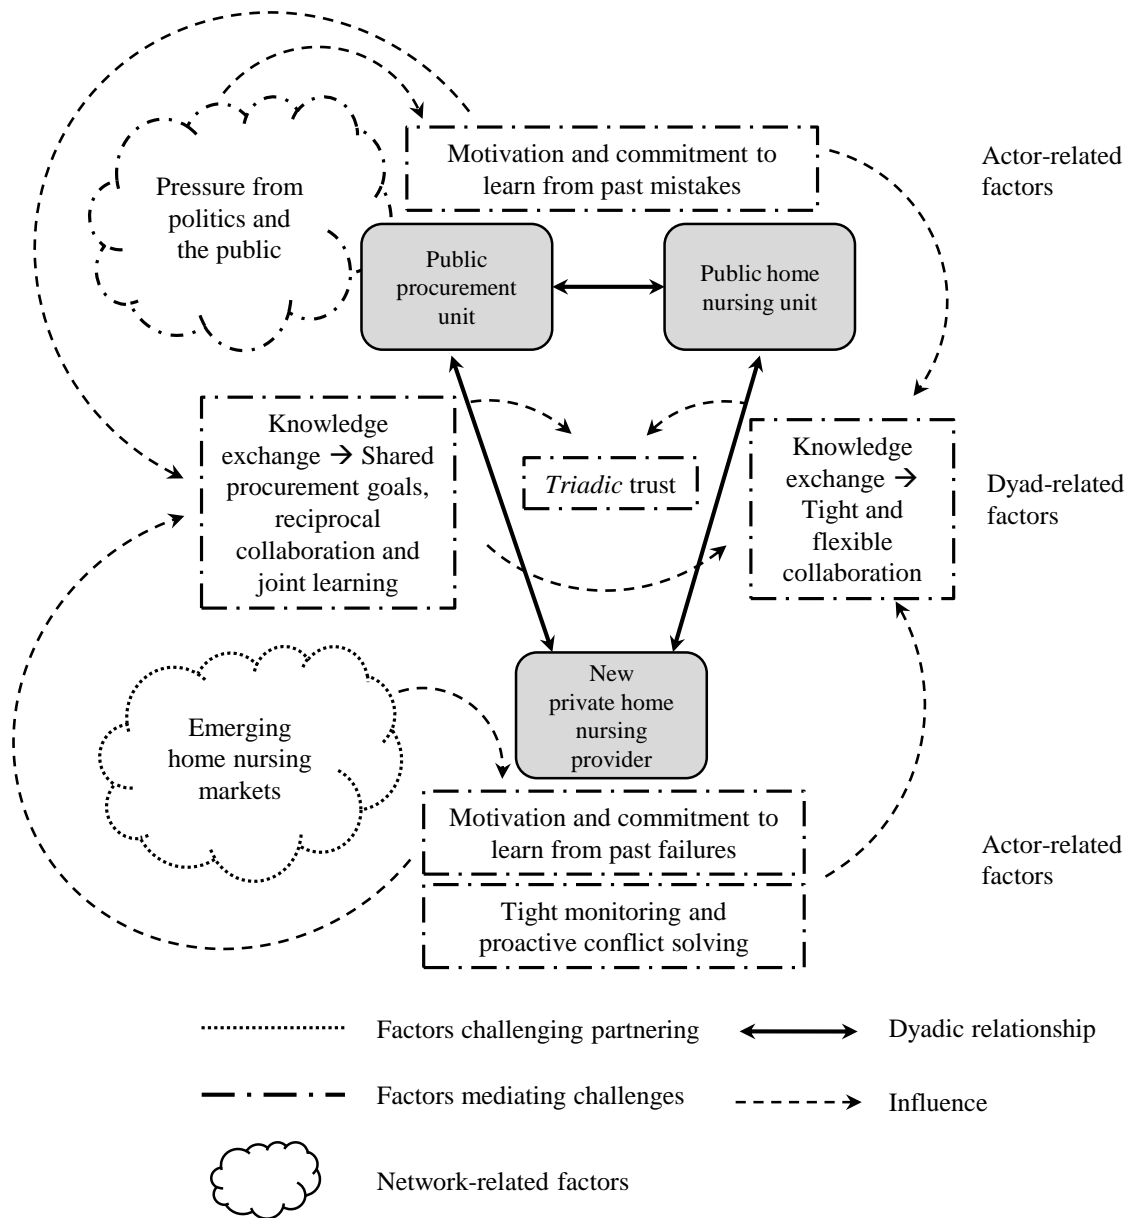 Motivation and commitment to
learn from past mistakes
Actor-related
factors
Pressure from
politics and
the public
Public
procurement
unit
Public home
nursing unit
Knowledge
exchange → Shared
procurement goals,
reciprocal
collaboration and
joint learning
Triadic trust
Knowledge
exchange →
Tight and
flexible
collaboration
Dyad-related
factors
New
private home
nursing
provider
Emerging
home nursing
markets
Motivation and commitment to
learn from past failures
Tight monitoring and
proactive conflict solving
Actor-related
factors
Factors challenging partnering
Dyadic relationship
Factors mediating challenges
Influence
Network-related factors